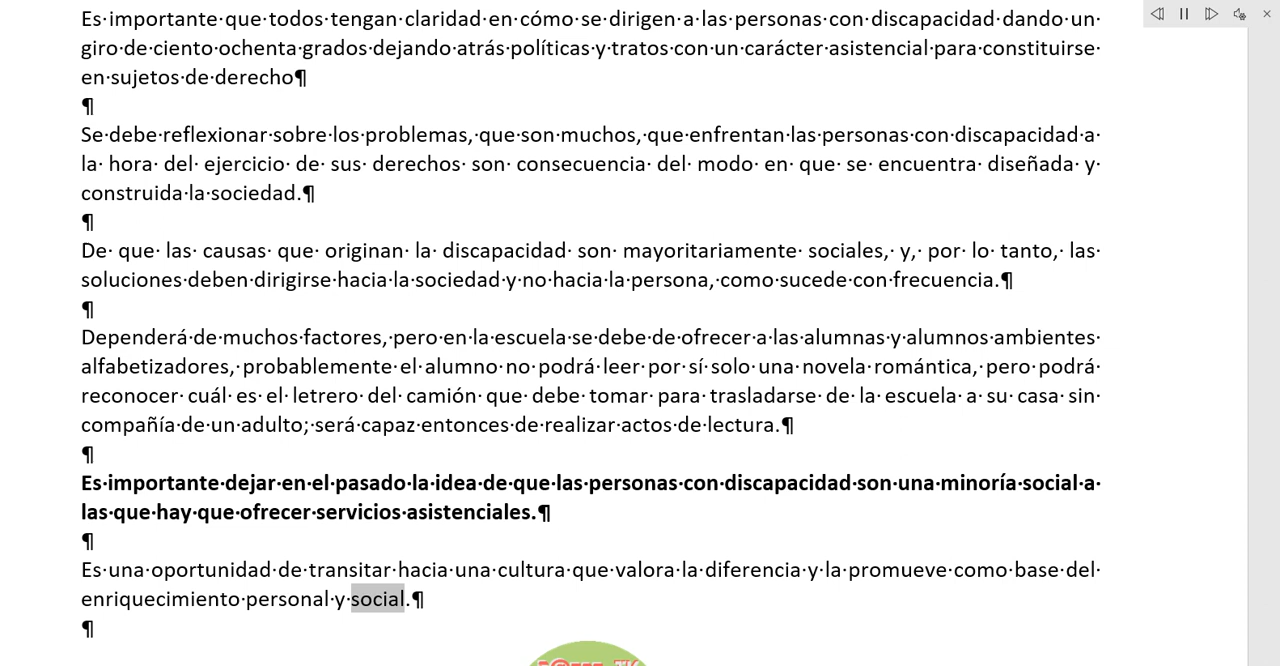 Es importante que todos tengan claridad en cómo se dirigen a las personas con discapacidad dando un
giro de ciento ochenta grados dejando atrás políticas y tratos con un carácter asistencial para constituirse
en sujetos de derecho¶
¶
Se debe reflexionar sobre los problemas, que son muchos, que enfrentan las personas con discapacidad a
la hora del ejercicio de sus derechos son consecuencia del modo en que se encuentra diseñada y
construida la sociedad.¶
¶
De que las causas que originan la discapacidad son mayoritariamente sociales, y, por lo tanto, las
soluciones deben dirigirse hacia la sociedad y no hacia la persona, como sucede con frecuencia.¶
¶
Dependerá de muchos factores, pero en la escuela se debe de ofrecer a las alumnas y alumnos ambientes
alfabetizadores, probablemente el alumno no podrá leer por sí solo una novela romántica, pero podrá
reconocer cuál es el letrero del camión que debe tomar para trasladarse de la escuela a su casa sin
compañía de un adulto; será capaz entonces de realizar actos de lectura.¶
¶
Es importante dejar en el pasado la idea de que las personas con discapacidad son una minoría social a
las que hay que ofrecer servicios asistenciales.¶
¶
Es una oportunidad de transitar hacia una cultura que valora la diferencia y la promueve como base del
enriquecimiento personal y social.¶
¶